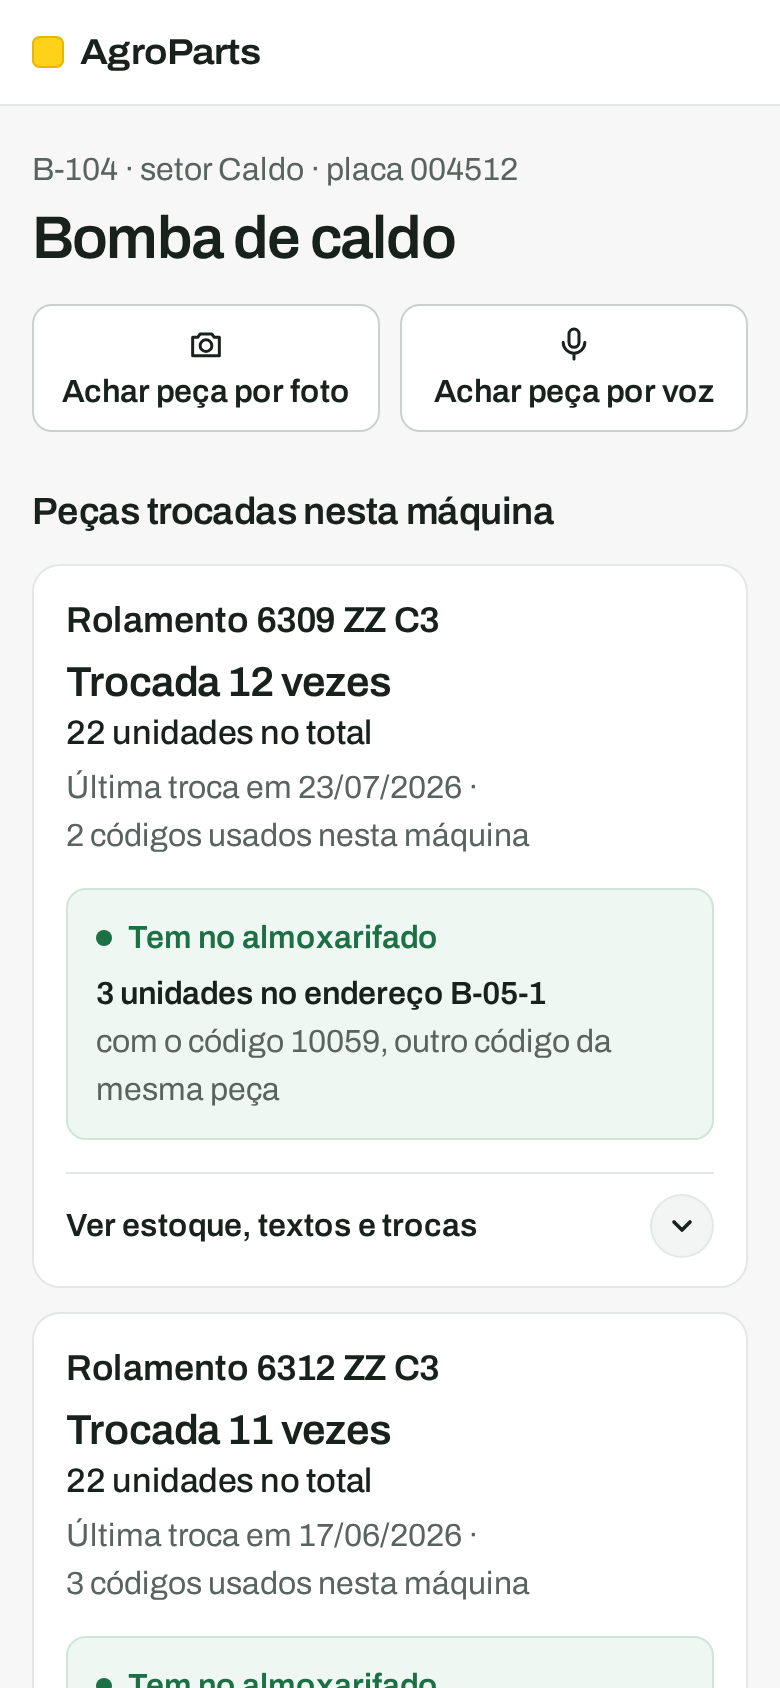 AgroParts
B-104 · setor Caldo · placa 004512
Bomba de caldo
Achar peça por foto
Achar peça por voz
Peças trocadas nesta máquina
Rolamento 6309 ZZ C3
Trocada 12 vezes
22 unidades no total
Última troca em 23/07/2026 ·
2 códigos usados nesta máquina
Tem no almoxarifado
3 unidades no endereço B-05-1
com o código 10059, outro código da
mesma peça
Ver estoque, textos e trocas
Rolamento 6312 ZZ C3
Trocada 11 vezes
22 unidades no total
Última troca em 17/06/2026 ·
3 códigos usados nesta máquina
Tem no almoxarifado